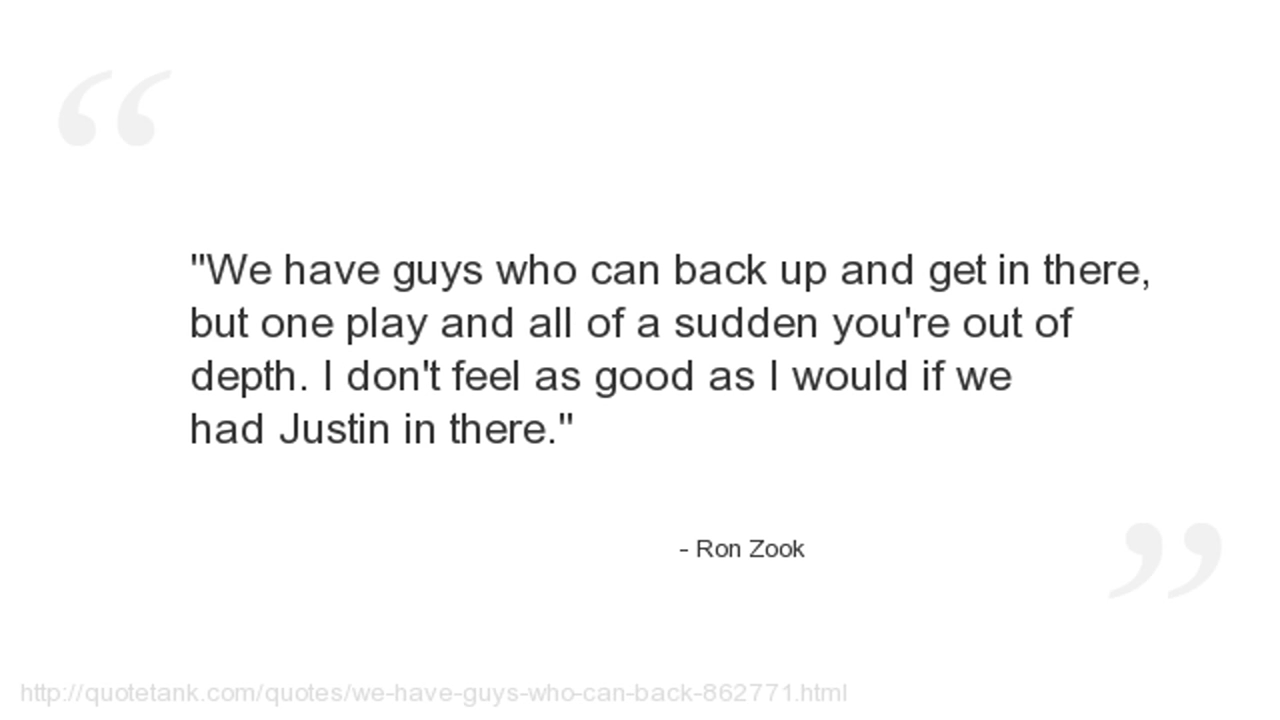 "We have guys who can back up and get in there,
but one play and all of a sudden you're out of
depth. I don't feel as good as I would if we
had Justin in there."
- Ron Zook
http://quotetank.com/quotes/we-have-guys-who-can-back-862771.html